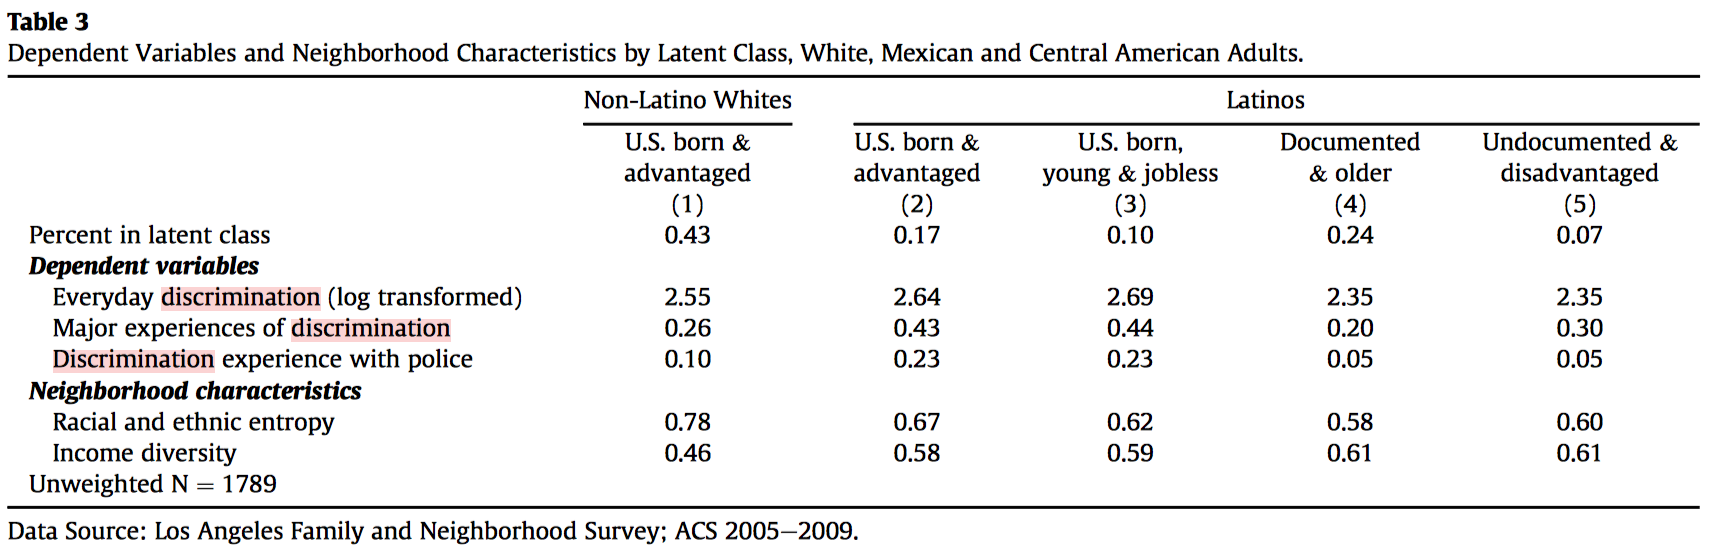 Table 3
Dependent Variables and Neighborhood Characteristics by Latent Class, White, Mexican and Central American Adults.
Non-Latino Whites Latinos
U.S. born & U.S. born & U.S. born, Documented Undocumented &
advantaged advantaged young & jobless & older disadvantaged
(1) (2) (3) (4) (5)
Percent in latent class 0.43 0.17 0.10 0.24 0.07
Dependent variables
Everyday discrimination (log transformed) 2.55 2.64 2.69 2.35 2.35
Major experiences of discrimination 0.26 0.43 0.44 0.20 0.30
Discrimination experience with police 0.10 0.23 0.23 0.05 0.05
Neighborhood characteristics
Racial and ethnic entropy 0.78 0.67 0.62 0.58 0.60
Income diversity 0.46 0.58 0.59 0.61 0.61
Unweighted N = 1789
Data Source: Los Angeles Family and Neighborhood Survey; ACS 2005–2009.